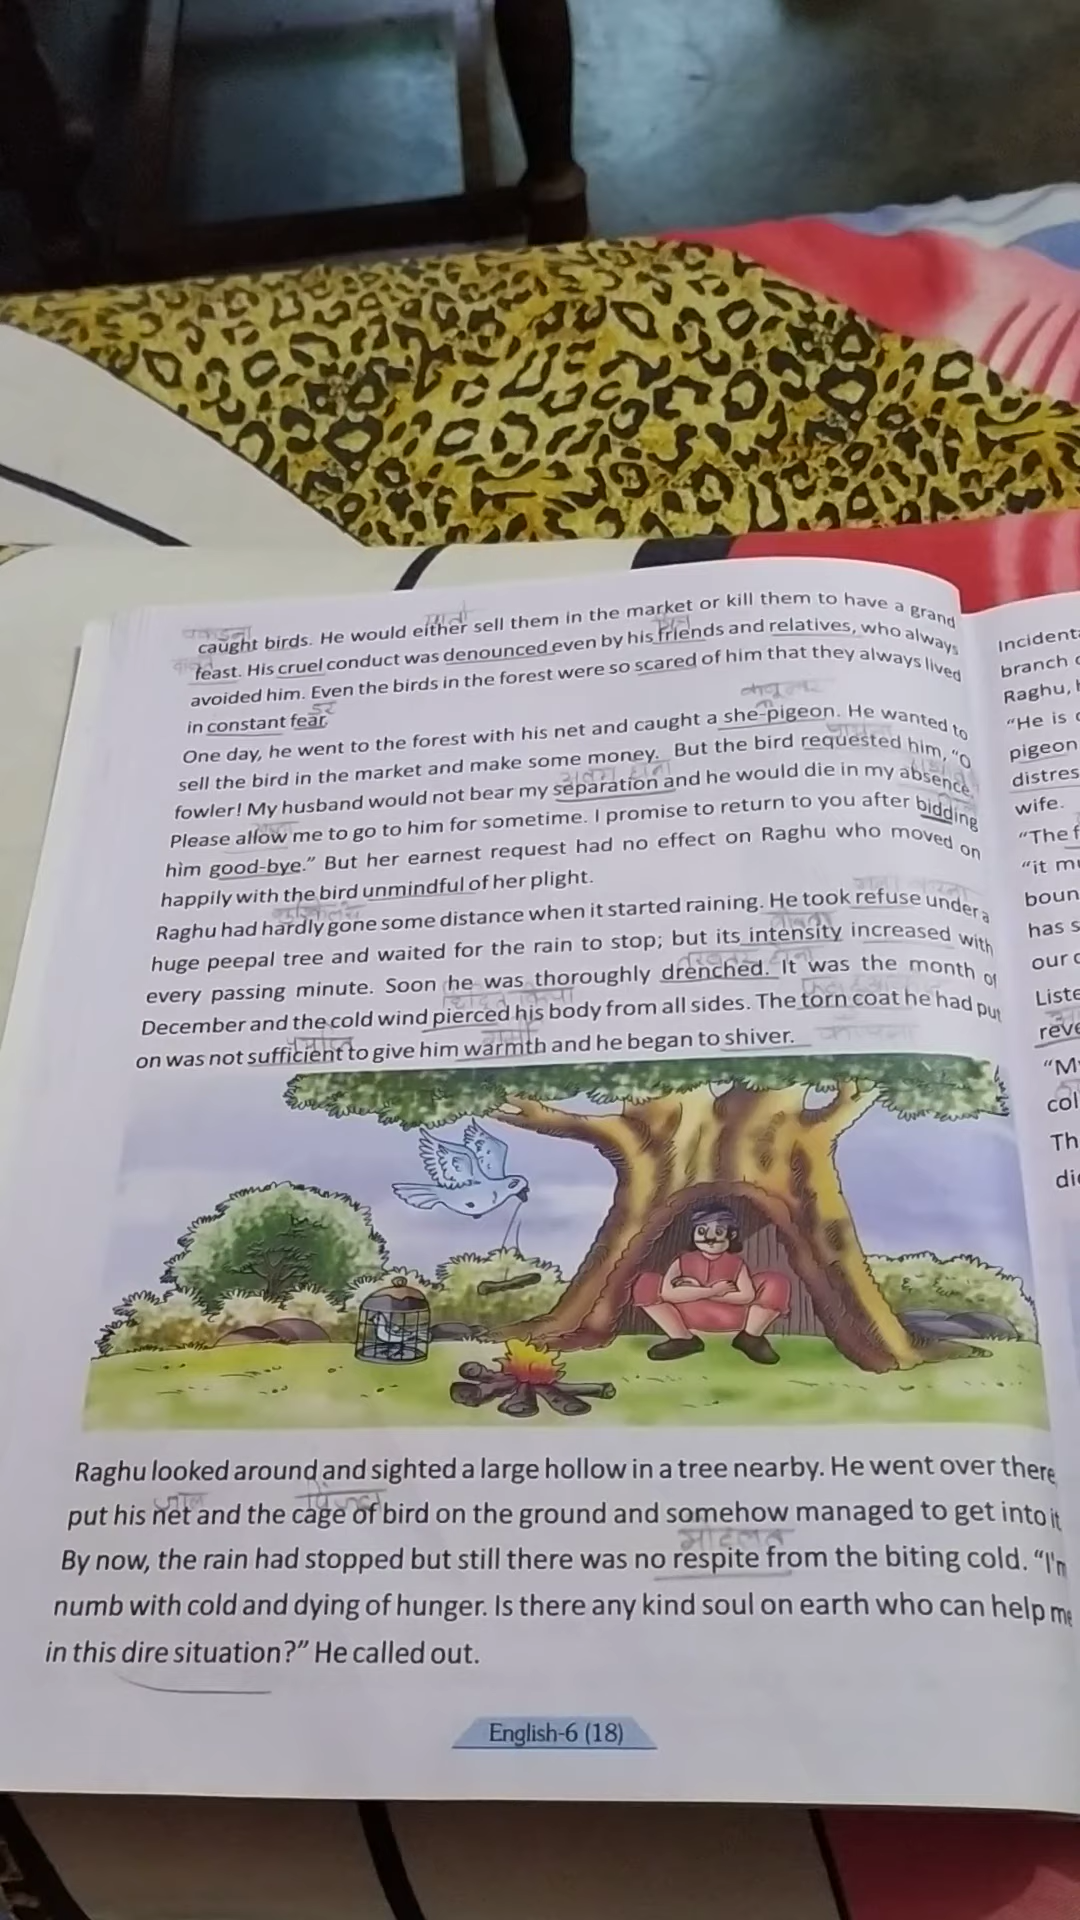 पकड़ना
caught birds. He would either sell them in the market or kill them to have a grand
feast. His cruel conduct was denounced even by his friends and relatives, who always
avoided him. Even the birds in the forest were so scared of him that they always lived
डर
in constant fear.
कबूतर
One day, he went to the forest with his net and caught a she-pigeon. He wanted to
sell the bird in the market and make some money. But the bird requested him, "O
अलग होना
fowler! My husband would not bear my separation and he would die in my absence.
Please allow me to go to him for sometime. I promise to return to you after bidding
him good-bye." But her earnest request had no effect on Raghu who moved on
happily with the bird unmindful of her plight.
Raghu had hardly gone some distance when it started raining. He took refuse under a
huge peepal tree and waited for the rain to stop; but its intensity increased with
every passing minute. Soon he was thoroughly drenched. It was the month of
December and the cold wind pierced his body from all sides. The torn coat he had put
कांपना
on was not sufficient to give him warmth and he began to shiver.
Raghu looked around and sighted a large hollow in a tree nearby. He went over there
जाल पिंजरा
put his net and the cage of bird on the ground and somehow managed to get into it
मोहलत
By now, the rain had stopped but still there was no respite from the biting cold. "I'm
numb with cold and dying of hunger. Is there any kind soul on earth who can help me
in this dire situation?" He called out.
English-6 (18)
branch
Raghu,
"He is
pigeon
wife.
"The
"it
has
our
"My